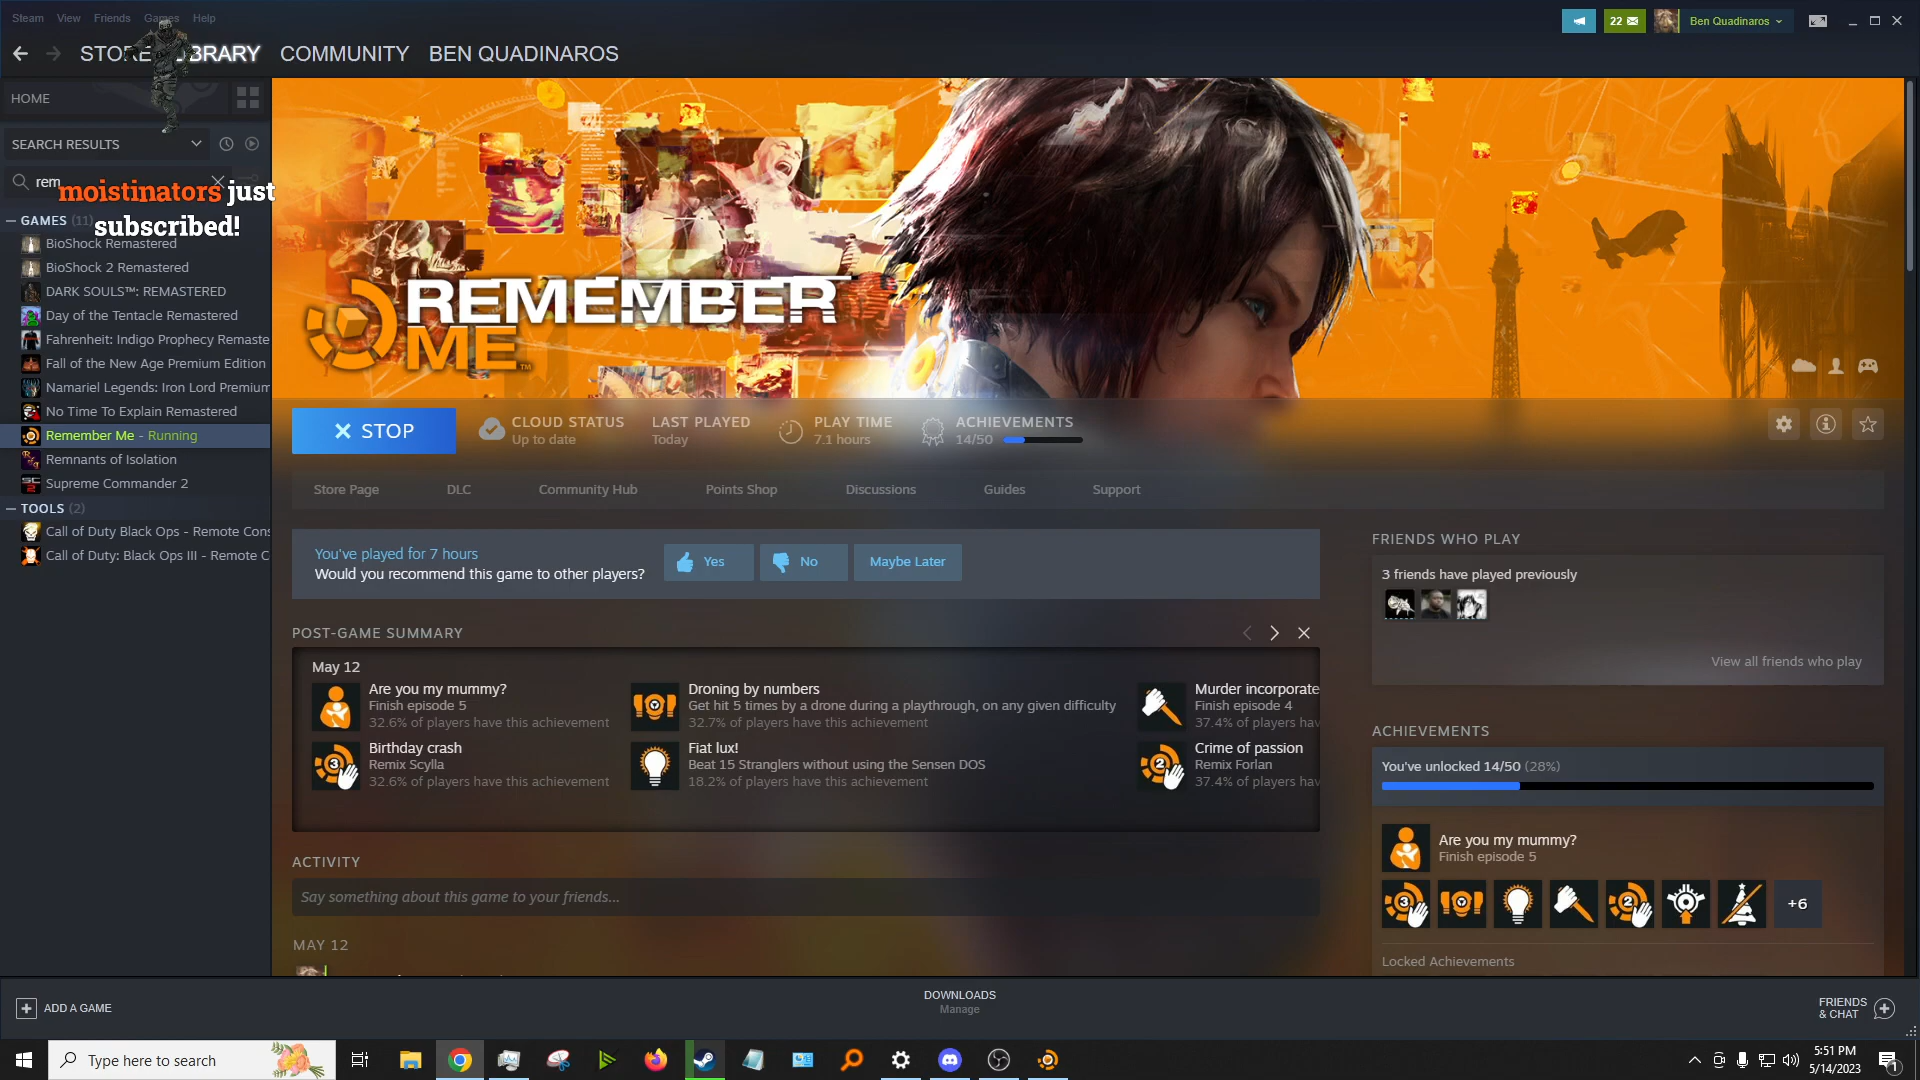 Steam View Friends Games Help
22 Ben Quadinaros
STORE LIBRARY COMMUNITY BEN QUADINAROS
HOME
SEARCH RESULTS
rem
moistinators just
subscribed!
GAMES (11)
BioShock Remastered
BioShock 2 Remastered
DARK SOULS™: REMASTERED
Day of the Tentacle Remastered
Fahrenheit: Indigo Prophecy Remaste
Fall of the New Age Premium Edition
Namariel Legends: Iron Lord Premium
No Time To Explain Remastered
Remember Me - Running
Remnants of Isolation
Supreme Commander 2
TOOLS (2)
Call of Duty Black Ops - Remote Cons
Call of Duty: Black Ops III - Remote C
REMEMBER
ME™
STOP
CLOUD STATUS
Up to date
LAST PLAYED
Today
PLAY TIME
7.1 hours
ACHIEVEMENTS
14/50
Store Page DLC Community Hub Points Shop Discussions Guides Support
You've played for 7 hours
Would you recommend this game to other players?
Yes No Maybe Later
POST-GAME SUMMARY
May 12
Are you my mummy?
Finish episode 5
32.6% of players have this achievement
Droning by numbers
Get hit 5 times by a drone during a playthrough, on any given difficulty
32.7% of players have this achievement
Murder incorporate
Finish episode 4
37.4% of players hav
Birthday crash
Remix Scylla
32.6% of players have this achievement
Fiat lux!
Beat 15 Stranglers without using the Sensen DOS
18.2% of players have this achievement
Crime of passion
Remix Forlan
37.4% of players hav
ACTIVITY
Say something about this game to your friends...
MAY 12
FRIENDS WHO PLAY
3 friends have played previously
View all friends who play
ACHIEVEMENTS
You've unlocked 14/50 (28%)
Are you my mummy?
Finish episode 5
+6
Locked Achievements
ADD A GAME
DOWNLOADS
Manage
FRIENDS
& CHAT
Type here to search
5:51 PM
5/14/2023
1